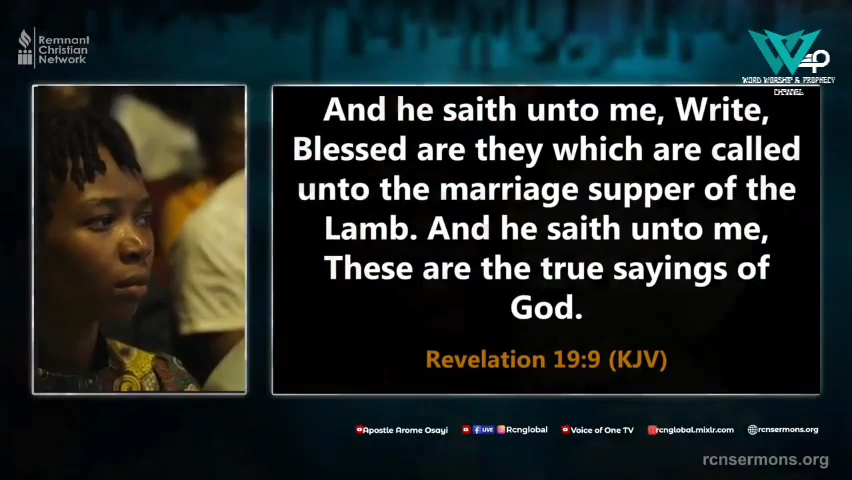 Remnant
Christian
Network
WORD WORSHIP & PROPHECY
CHANNEL
And he saith unto me, Write,
Blessed are they which are called
unto the marriage supper of the
Lamb. And he saith unto me,
These are the true sayings of
God.
Revelation 19:9 (KJV)
Apostle Arome Osayi
LIVE Rcnglobal
Voice of One TV
rcnglobal.mixlr.com
rcnsermons.org
rcnsermons.org